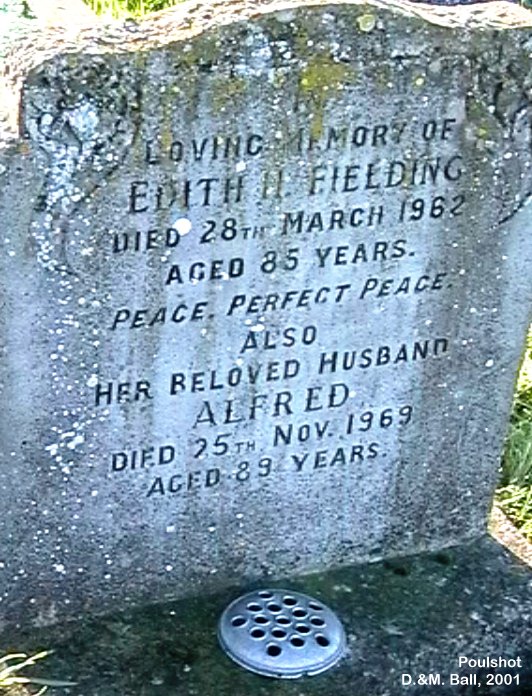 LOVING MEMORY OF
EDITH H. FIELDING
DIED 28TH MARCH 1962
AGED 85 YEARS.
PEACE. PERFECT PEACE.
ALSO
HER BELOVED HUSBAND
ALFRED
DIED 25TH NOV. 1969
AGED 89 YEARS.
Poulshot
D.&M. Ball, 2001